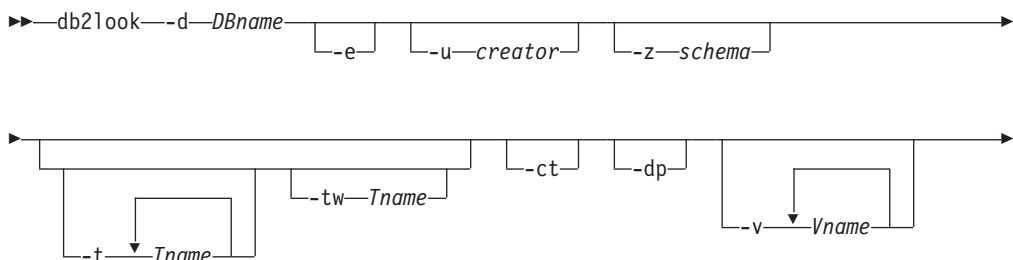 db2look -d DBname
-e -u creator -z schema
-ct -dp
-tw Tname
-v Vname
-t Tname